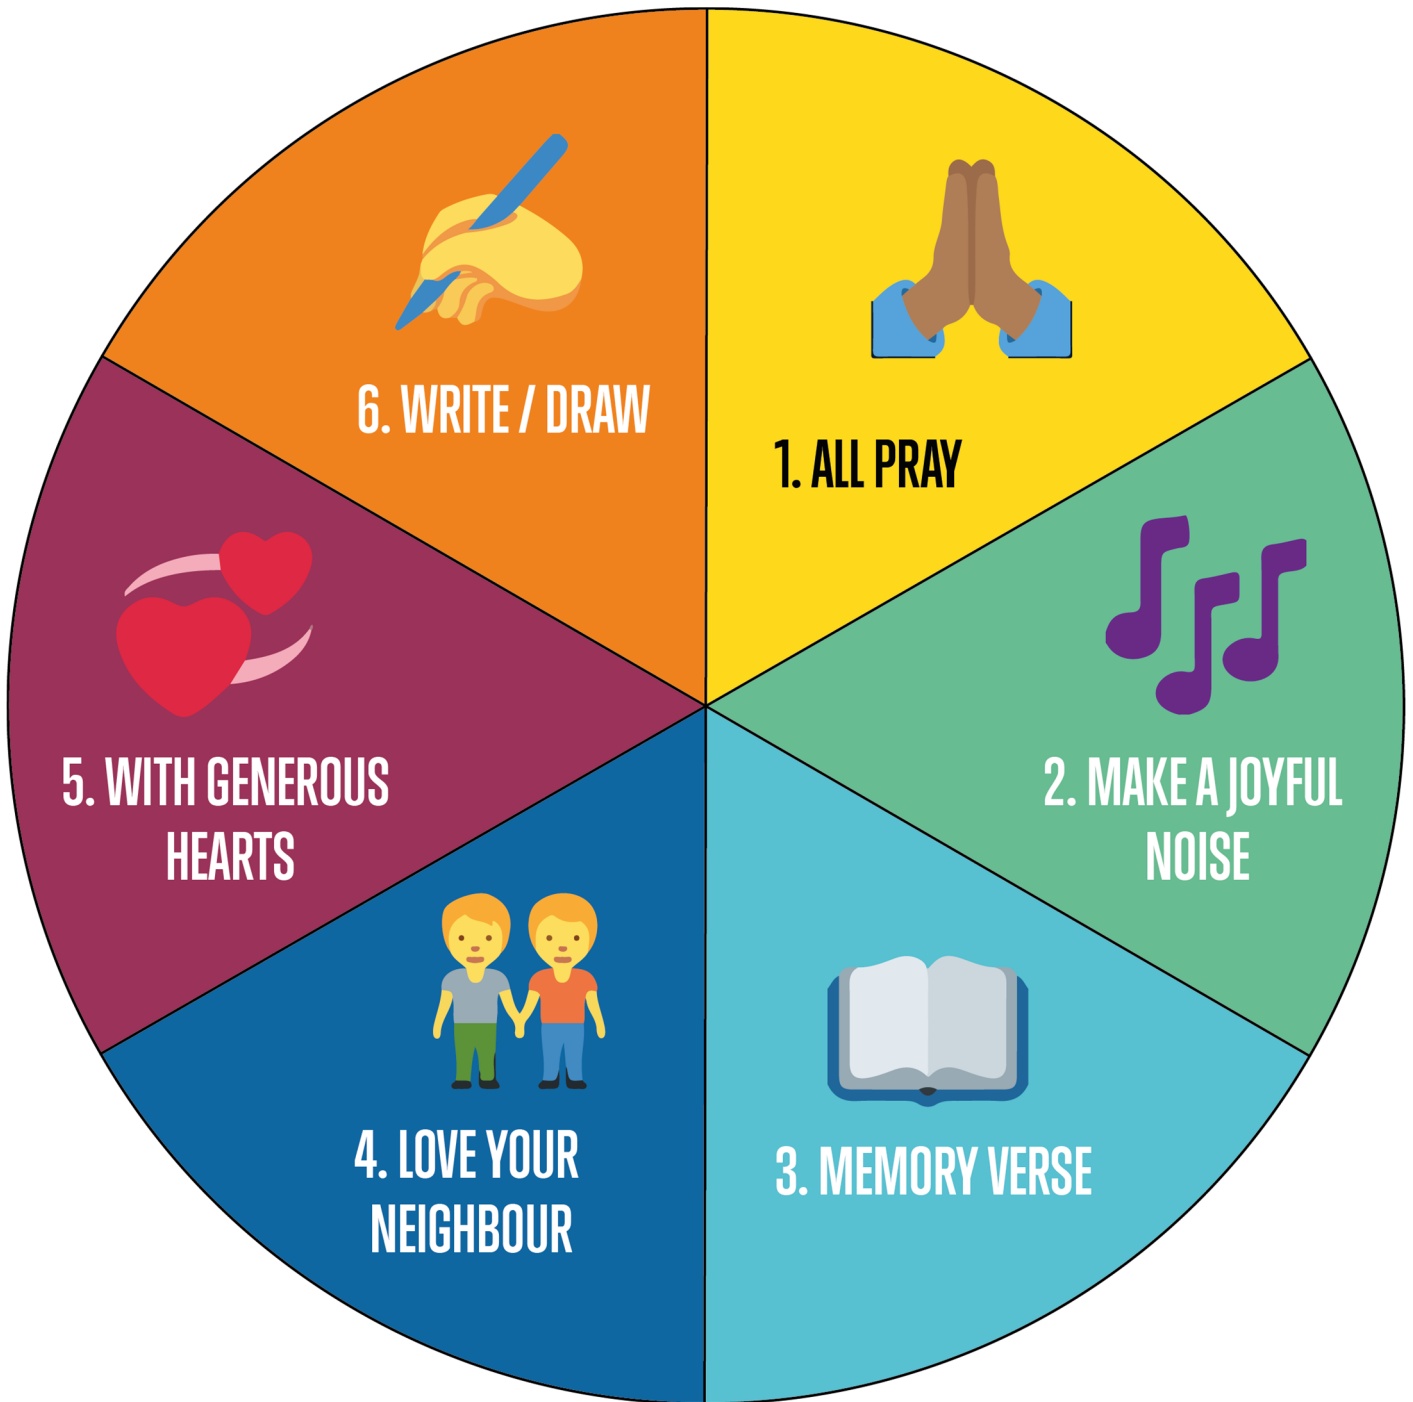 1. ALL PRAY
2. MAKE A JOYFUL
NOISE
3. MEMORY VERSE
4. LOVE YOUR
NEIGHBOUR
5. WITH GENEROUS
HEARTS
6. WRITE / DRAW